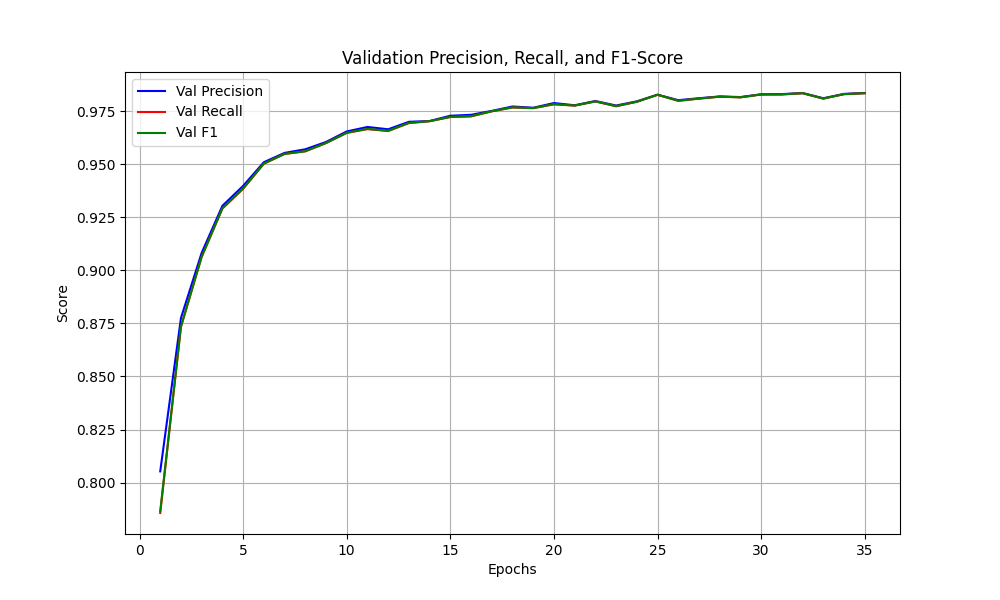 Validation Precision, Recall, and F1-Score
Val Precision
Val Recall
Val F1
0.975
0.950
0.925
0.900
0.875
0.850
0.825
0.800
Score
0 5 10 15 20 25 30 35
Epochs